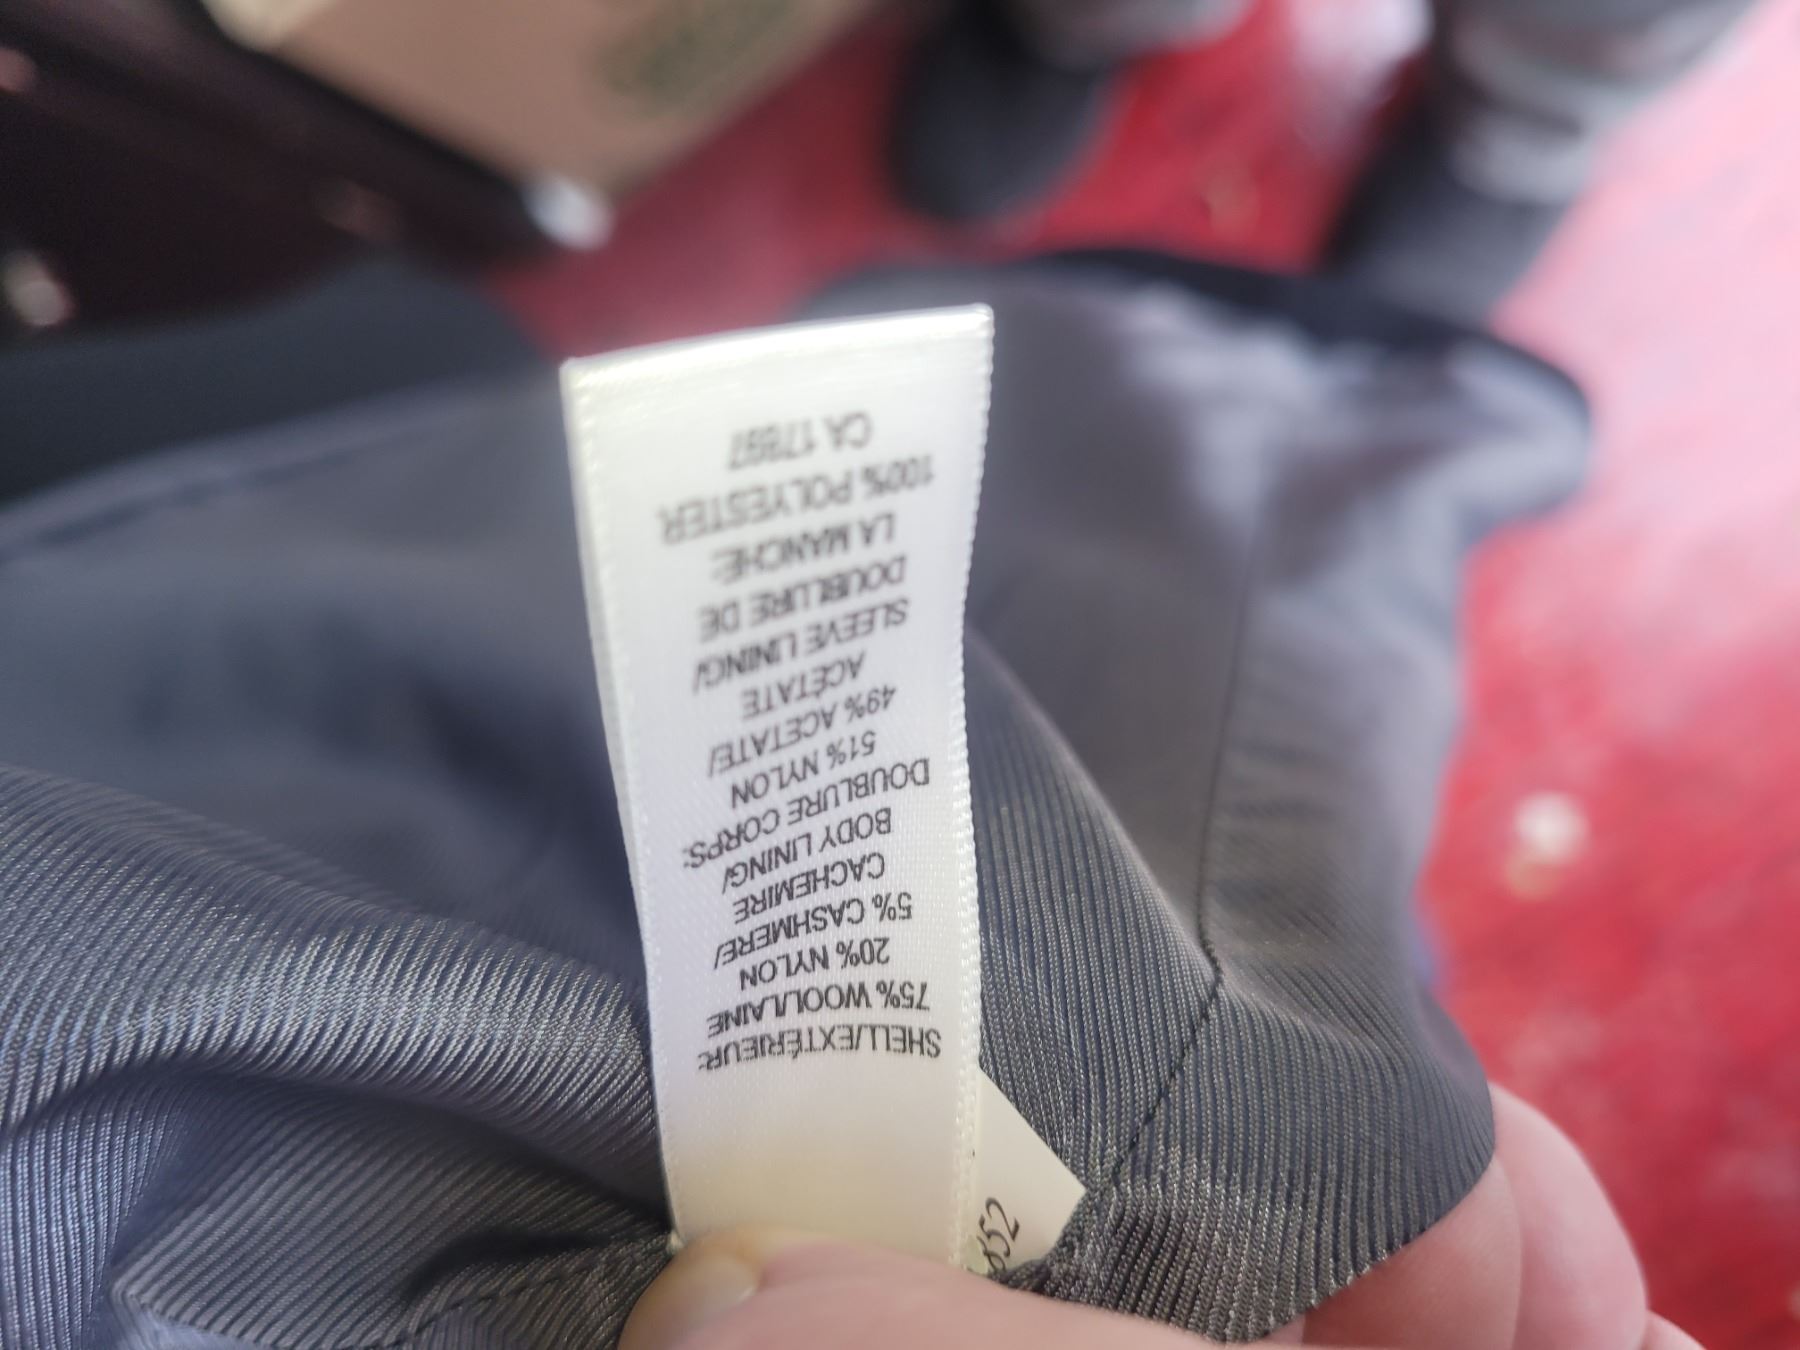 SHELL/EXTÉRIEUR:
75% WOOL/LAINE
20% NYLON
5% CASHMERE/
CACHEMIRE
BODY LINING/
DOUBLURE CORPS:
51% NYLON
49% ACETATE/
ACÉTATE
SLEEVE LINING/
DOUBLURE DE
LA MANCHE:
100% POLYESTER
CA 17897